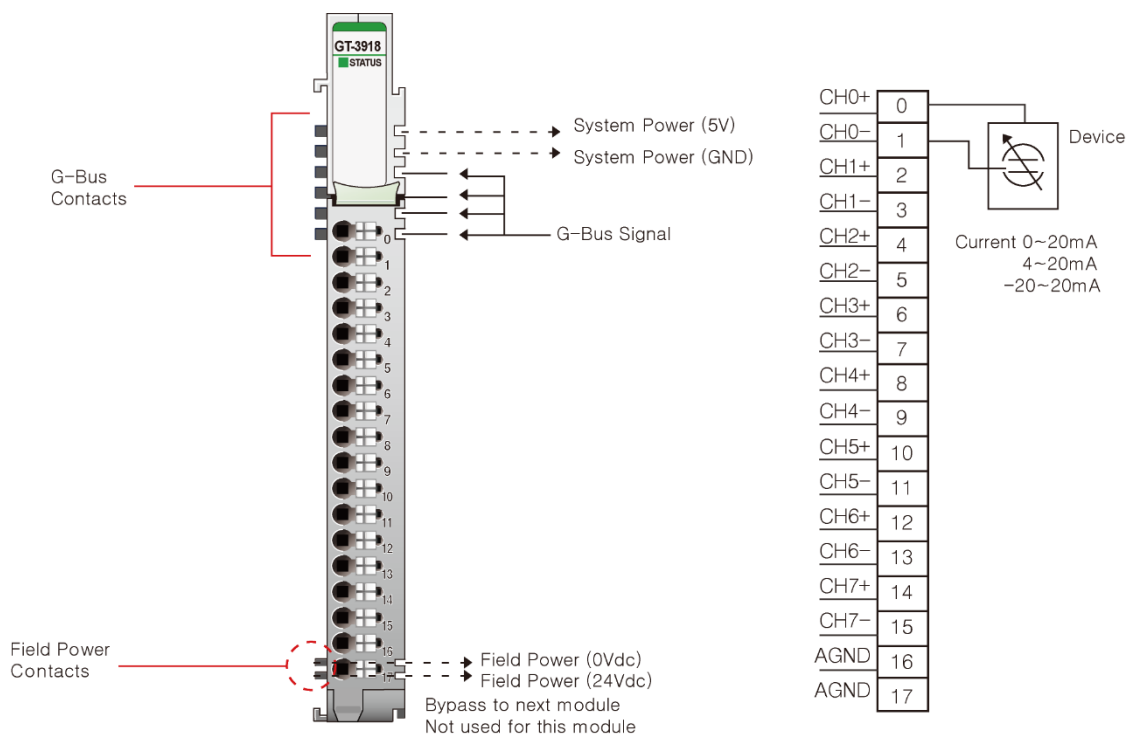 GT-3918
STATUS
System Power (5V)
System Power (GND)
G-Bus
Contacts
G-Bus Signal
0
1
2
3
4
5
6
7
8
9
10
11
12
13
14
15
16
17
Field Power
Contacts
Field Power (0Vdc)
Field Power (24Vdc)
Bypass to next module
Not used for this module
CH0+ 0
CH0- 1
CH1+ 2
CH1- 3
CH2+ 4
CH2- 5
CH3+ 6
CH3- 7
CH4+ 8
CH4- 9
CH5+ 10
CH5- 11
CH6+ 12
CH6- 13
CH7+ 14
CH7- 15
AGND 16
AGND 17
Device
Current 0~20mA
4~20mA
-20~20mA